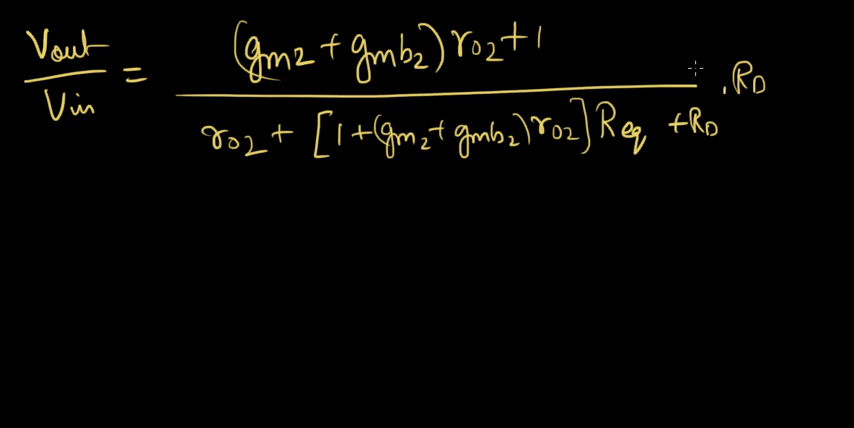 Vout/Vin = (gm2 + gmb2) ro2 + 1 / ro2 + [1 + (gm2 + gmb2) ro2] Req + RD . RD